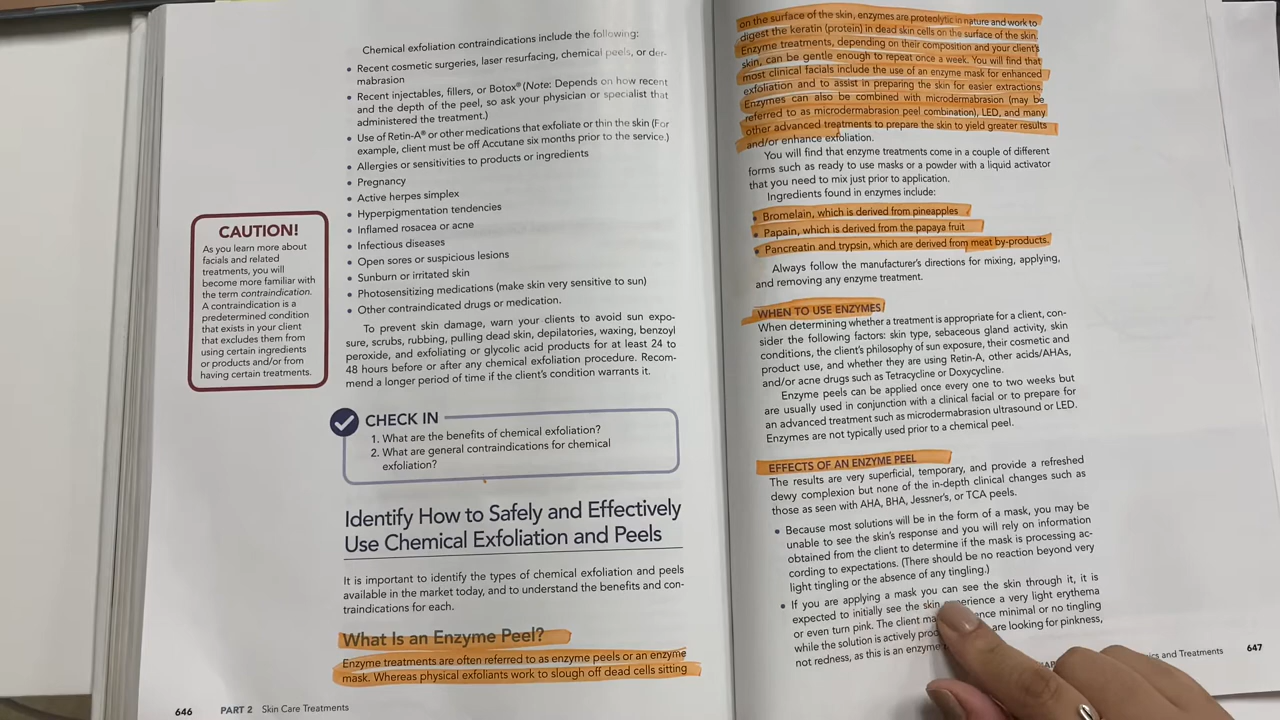 Chemical exfoliation contraindications include the following:
• Recent cosmetic surgeries, laser resurfacing, chemical peels, or der-
mabrasion
• Recent injectables, fillers, or Botox® (Note: Depends on how recent
and the depth of the peel, so ask your physician or specialist that
administered the treatment.)
• Use of Retin-A® or other medications that exfoliate or thin the skin (For
example, client must be off Accutane six months prior to the service.)
• Allergies or sensitivities to products or ingredients
• Pregnancy
• Active herpes simplex
• Hyperpigmentation tendencies
• Inflamed rosacea or acne
• Infectious diseases
• Open sores or suspicious lesions
• Sunburn or irritated skin
• Photosensitizing medications (make skin very sensitive to sun)
• Other contraindicated drugs or medication.
To prevent skin damage, warn your clients to avoid sun expo-
sure, scrubs, rubbing, pulling dead skin, depilatories, waxing, benzoyl
peroxide, and exfoliating or glycolic acid products for at least 24 to
48 hours before or after any chemical exfoliation procedure. Recom-
mend a longer period of time if the client's condition warrants it.
CAUTION!
As you learn more about
facials and related
treatments, you will
become more familiar with
the term contraindication.
A contraindication is a
predetermined condition
that exists in your client
that excludes them from
using certain ingredients
or products and/or from
having certain treatments.
CHECK IN
1. What are the benefits of chemical exfoliation?
2. What are general contraindications for chemical
exfoliation?
Identify How to Safely and Effectively
Use Chemical Exfoliation and Peels
It is important to identify the types of chemical exfoliation and peels
available in the market today, and to understand the benefits and con-
traindications for each.
What Is an Enzyme Peel?
Enzyme treatments are often referred to as enzyme peels or an enzyme
mask. Whereas physical exfoliants work to slough off dead cells sitting
646 PART 2 Skin Care Treatments
on the surface of the skin, enzymes are proteolytic in nature and work to
digest the keratin (protein) in dead skin cells on the surface of the skin.
Enzyme treatments, depending on their composition and your client's
skin, can be gentle enough to repeat once a week. You will find that
most clinical facials include the use of an enzyme mask for enhanced
exfoliation and to assist in preparing the skin for easier extractions.
Enzymes can also be combined with microdermabrasion (may be
referred to as microdermabrasion peel combination), LED, and many
other advanced treatments to prepare the skin to yield greater results
and/or enhance exfoliation.
You will find that enzyme treatments come in a couple of different
forms such as ready to use masks or a powder with a liquid activator
that you need to mix just prior to application.
Ingredients found in enzymes include:
• Bromelain, which is derived from pineapples
• Papain, which is derived from the papaya fruit
• Pancreatin and trypsin, which are derived from meat by-products.
Always follow the manufacturer's directions for mixing, applying,
and removing any enzyme treatment.
WHEN TO USE ENZYMES
When determining whether a treatment is appropriate for a client, con-
sider the following factors: skin type, sebaceous gland activity, skin
conditions, the client's philosophy of sun exposure, their cosmetic and
product use, and whether they are using Retin-A, other acids/AHAs,
and/or acne drugs such as Tetracycline or Doxycycline.
Enzyme peels can be applied once every one to two weeks but
are usually used in conjunction with a clinical facial or to prepare for
an advanced treatment such as microdermabrasion ultrasound or LED.
Enzymes are not typically used prior to a chemical peel.
EFFECTS OF AN ENZYME PEEL
The results are very superficial, temporary, and provide a refreshed
dewy complexion but none of the in-depth clinical changes such as
those as seen with AHA, BHA, Jessner's, or TCA peels.
• Because most solutions will be in the form of a mask, you may be
unable to see the skin's response and you will rely on information
obtained from the client to determine if the mask is processing ac-
cording to expectations. (There should be no reaction beyond very
light tingling or the absence of any tingling.)
• If you are applying a mask you can see the skin through it, it is
expected to initially see the skin experience a very light erythema
or even turn pink. The client minimal or no tingling
while the solution is actively are looking for pinkness,
not redness, as this is an enzyme
and Treatments 647